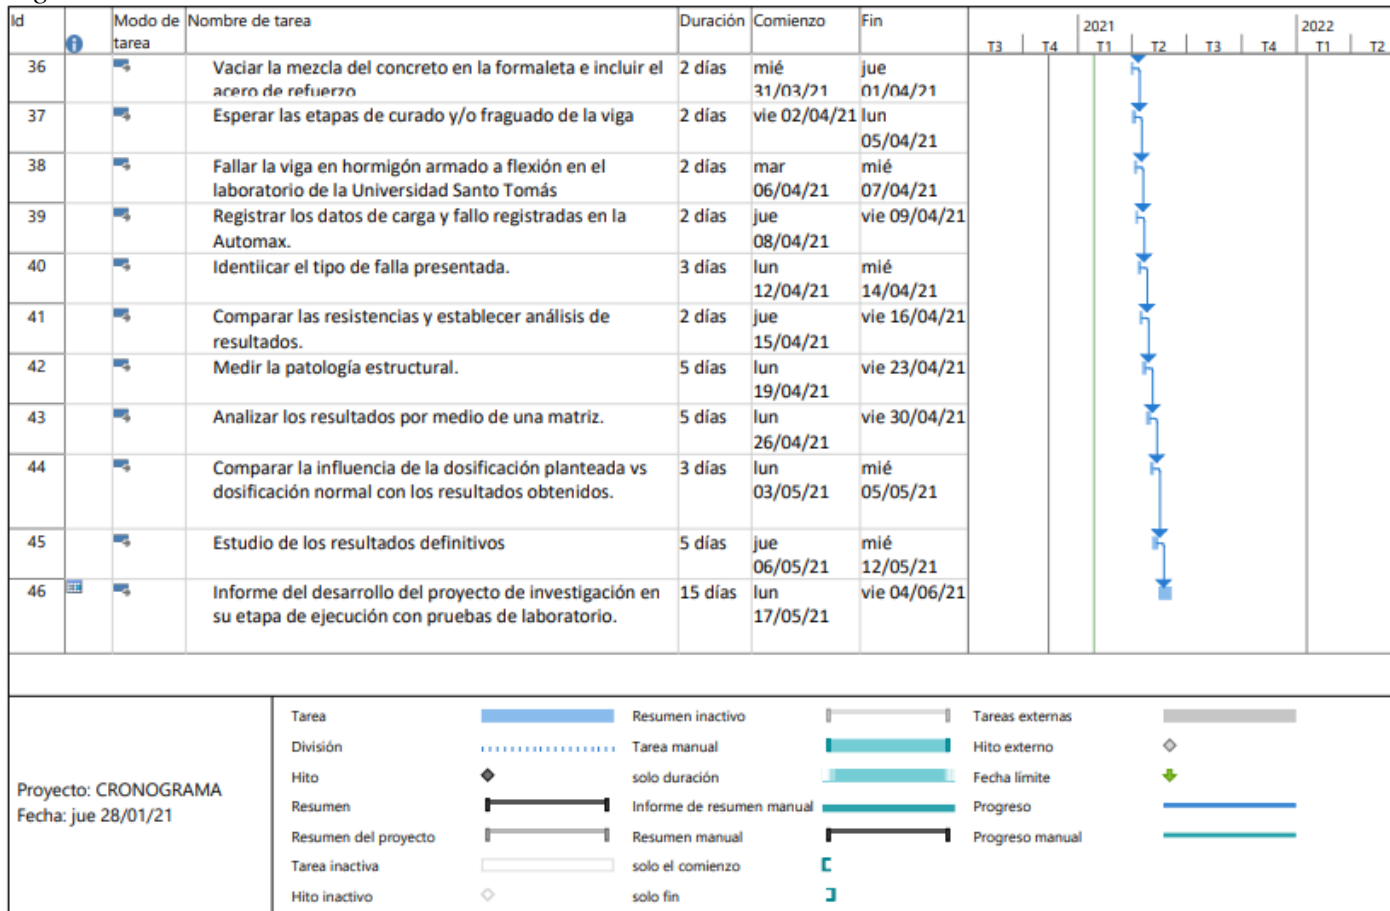 Id Modo de Nombre de tarea Duración Comienzo Fin 2021 2022
tarea T3 T4 T1 T2 T3 T4 T1 T2
36 Vaciar la mezcla del concreto en la formaleta e incluir el 2 días mié jue
acero de refuerzo 31/03/21 01/04/21
37 Esperar las etapas de curado y/o fraguado de la viga 2 días vie 02/04/21 lun
05/04/21
38 Fallar la viga en hormigón armado a flexión en el 2 días mar mié
laboratorio de la Universidad Santo Tomás 06/04/21 07/04/21
39 Registrar los datos de carga y fallo registradas en la 2 días jue vie 09/04/21
Automax. 08/04/21
40 Identiicar el tipo de falla presentada. 3 días lun mié
12/04/21 14/04/21
41 Comparar las resistencias y establecer análisis de 2 días jue vie 16/04/21
resultados. 15/04/21
42 Medir la patología estructural. 5 días lun vie 23/04/21
19/04/21
43 Analizar los resultados por medio de una matriz. 5 días lun vie 30/04/21
26/04/21
44 Comparar la influencia de la dosificación planteada vs 3 días lun mié
dosificación normal con los resultados obtenidos. 03/05/21 05/05/21
45 Estudio de los resultados definitivos 5 días jue mié
06/05/21 12/05/21
46 Informe del desarrollo del proyecto de investigación en 15 días lun vie 04/06/21
su etapa de ejecución con pruebas de laboratorio. 17/05/21
Proyecto: CRONOGRAMA
Fecha: jue 28/01/21
Tarea Resumen inactivo Tareas externas
División Tarea manual Hito externo
Hito solo duración Fecha límite
Resumen Informe de resumen manual Progreso
Resumen del proyecto Resumen manual Progreso manual
Tarea inactiva solo el comienzo
Hito inactivo solo fin